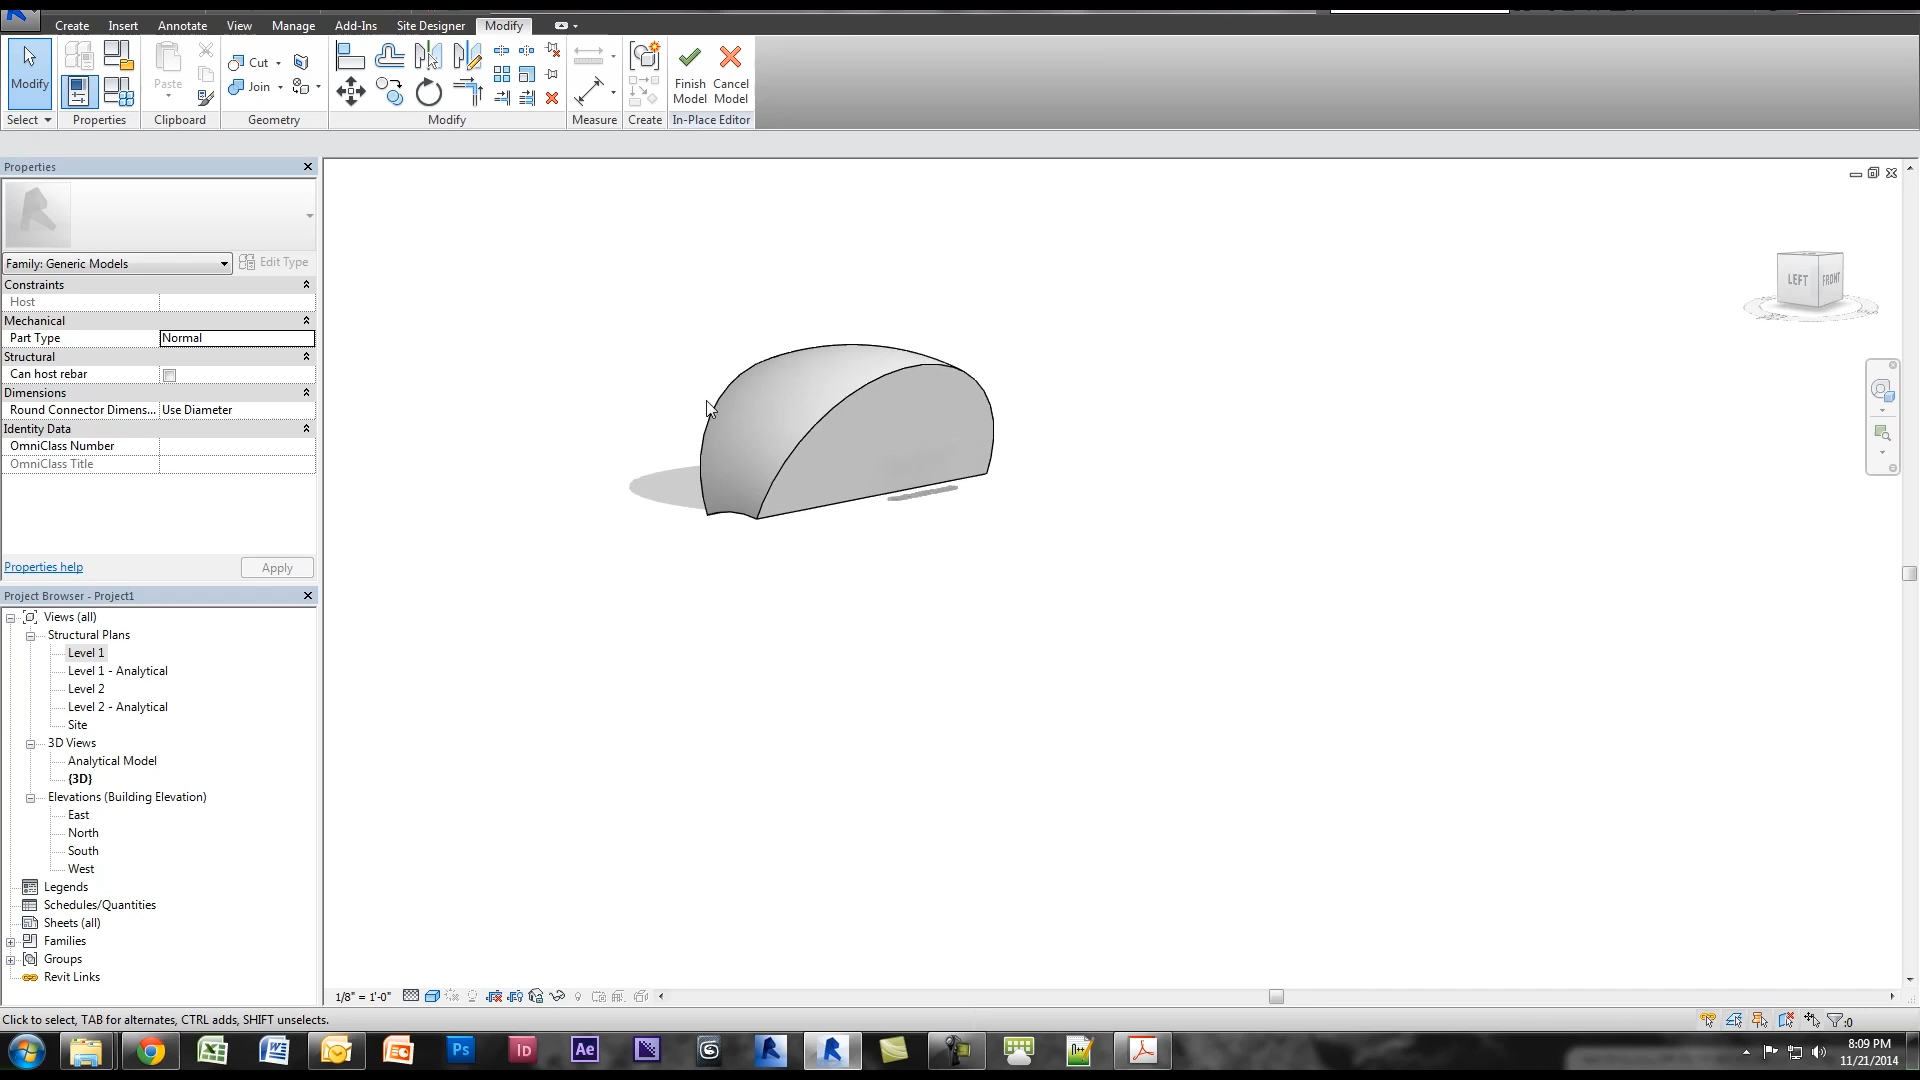 Create Insert Annotate View Manage Add-Ins Site Designer Modify
Modify
Paste
Cut
Join
Finish Model
Cancel Model
Select Properties Clipboard Geometry Modify Measure Create In-Place Editor
Properties
Family: Generic Models Edit Type
Constraints
Host
Mechanical
Part Type Normal
Structural
Can host rebar
Dimensions
Round Connector Dimens... Use Diameter
Identity Data
OmniClass Number
OmniClass Title
Properties help Apply
Project Browser - Project1
Views (all)
Structural Plans
Level 1
Level 1 - Analytical
Level 2
Level 2 - Analytical
Site
3D Views
Analytical Model
{3D}
Elevations (Building Elevation)
East
North
South
West
Legends
Schedules/Quantities
Sheets (all)
Families
Groups
Revit Links
LEFT FRONT
1/8" = 1'-0"
Click to select, TAB for alternates, CTRL adds, SHIFT unselects.
:0
Ps Id Ae
8:09 PM
11/21/2014